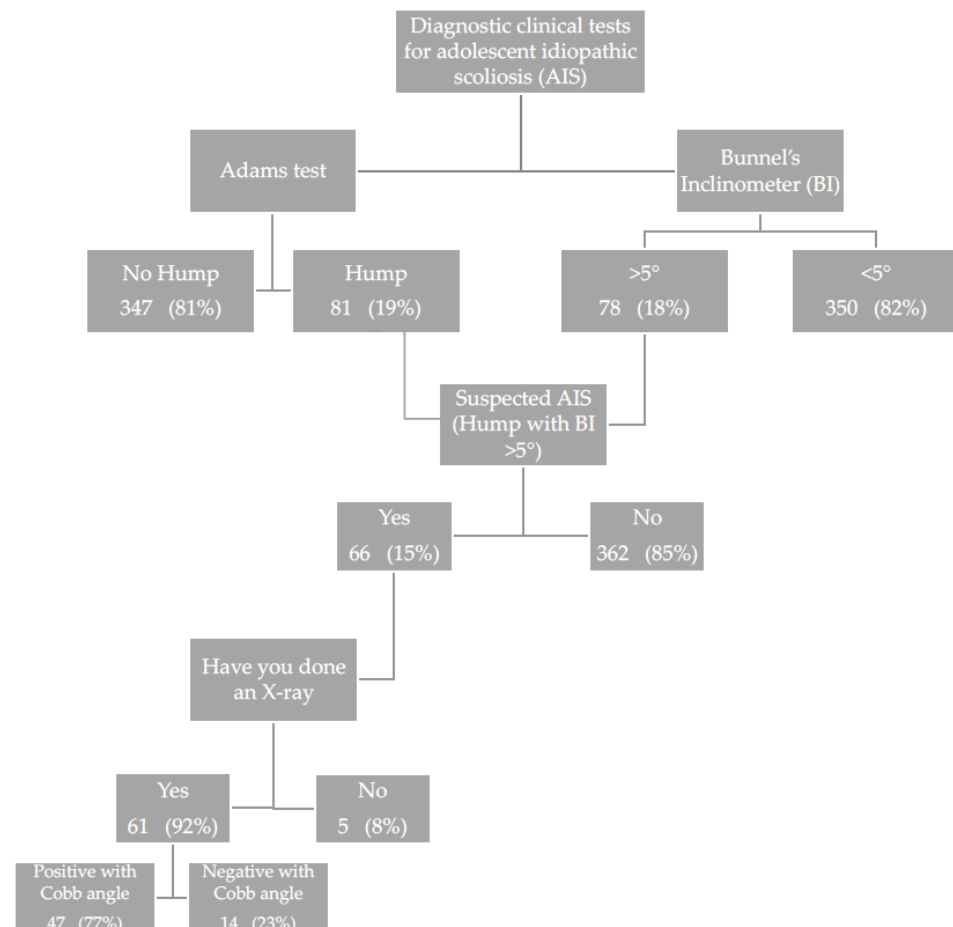 Diagnostic clinical tests
for adolescent idiopathic
scoliosis (AIS)
Adams test
Bunnel's
Inclinometer (BI)
No Hump
347 (81%)
Hump
81 (19%)
>5°
78 (18%)
<5°
350 (82%)
Suspected AIS
(Hump with BI
>5°)
Yes
66 (15%)
No
362 (85%)
Have you done
an X-ray
Yes
61 (92%)
No
5 (8%)
Positive with
Cobb angle
47 (77%)
Negative with
Cobb angle
14 (23%)